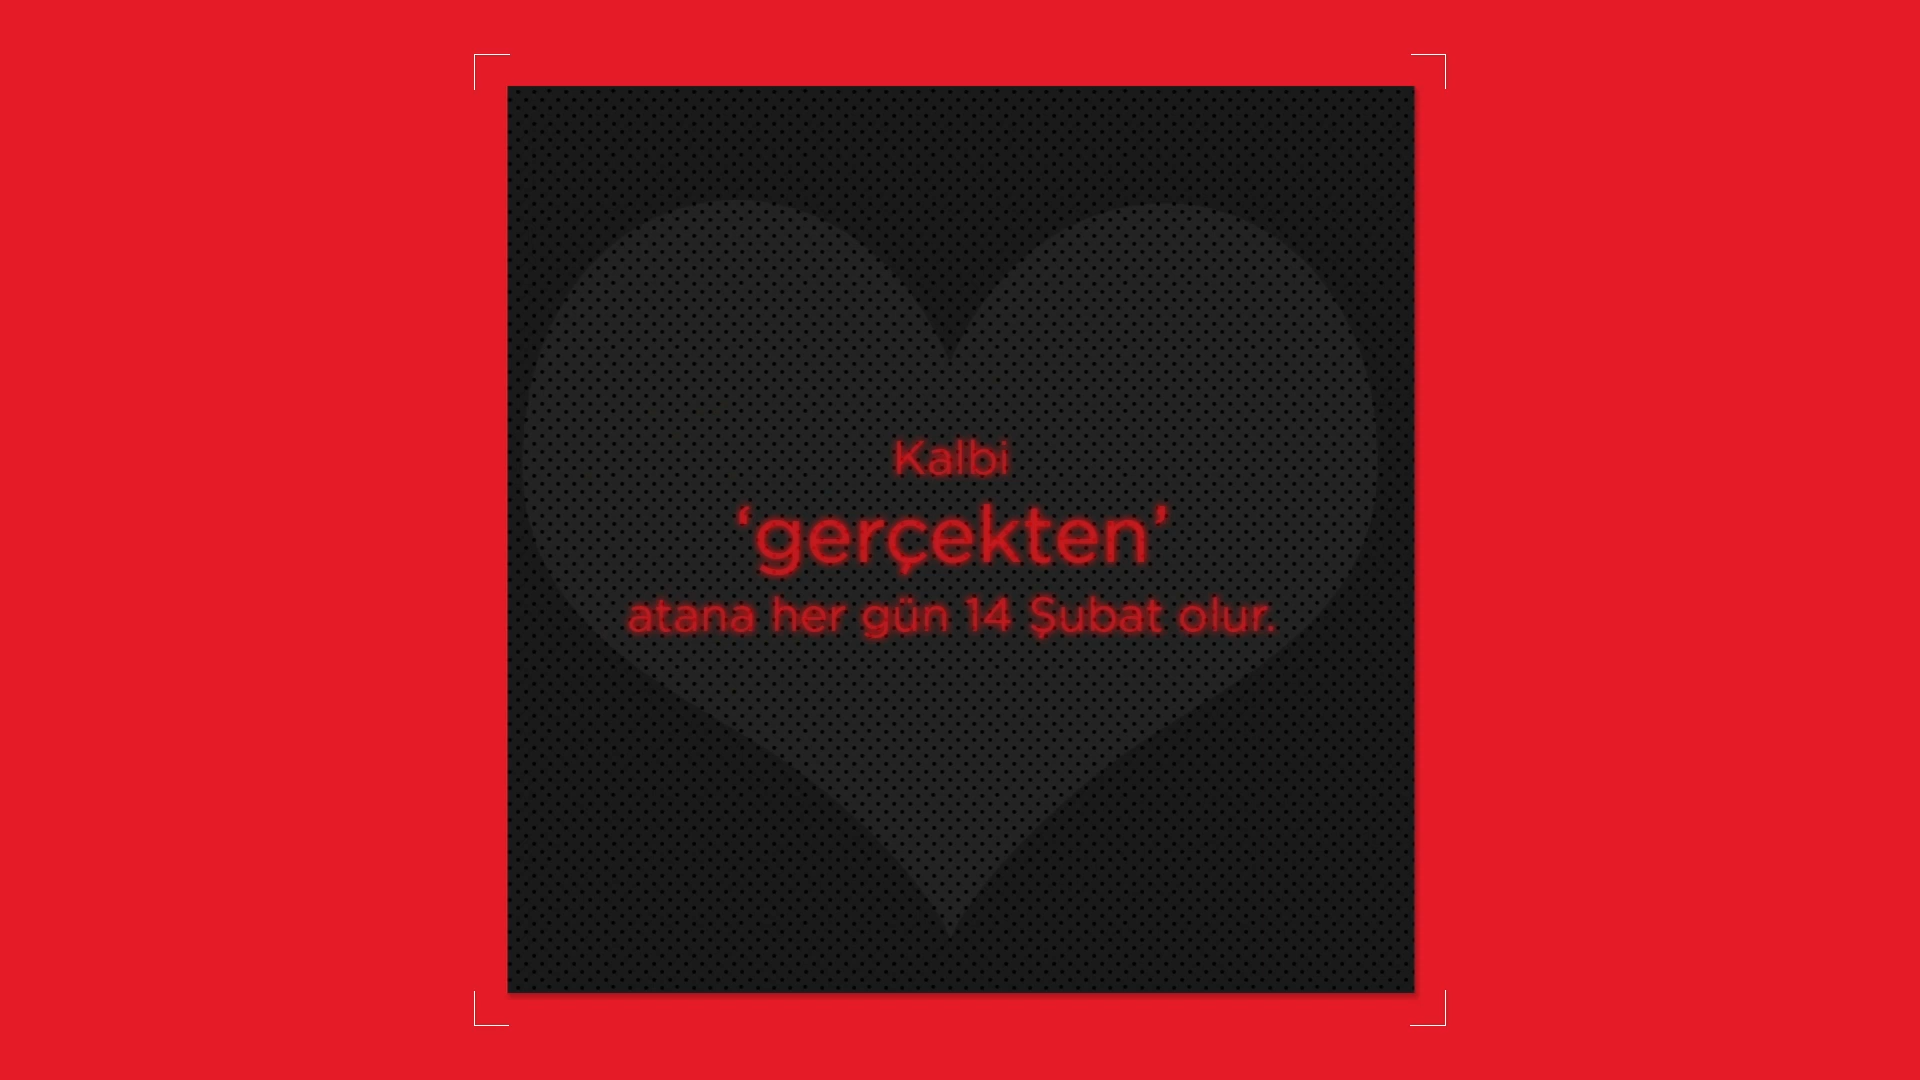 Kalbi
‘gerçekten’
atana her gün 14 Şubat olur.